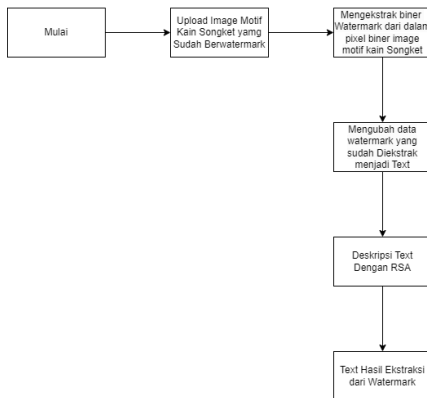 Mulai
Upload Image Motif
Kain Songket yamg
Sudah Berwatermark
Mengekstrak biner
Watermark dari dalam
pixel biner image
motif kain Songket
Mengubah data
watermark yang
sudah Diekstrak
menjadi Text
Deskripsi Text
Dengan RSA
Text Hasil Ekstraksi
dari Watermark